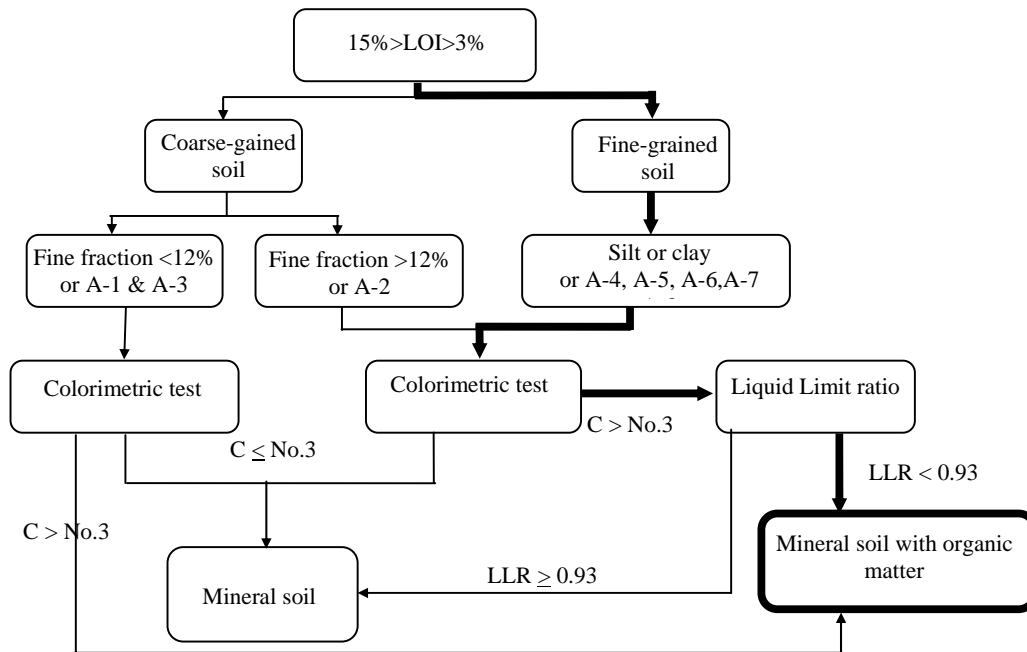 15%>LOI>3%
Coarse-gained
soil
Fine-grained
soil
Fine fraction <12%
or A-1 & A-3
Fine fraction >12%
or A-2
Silt or clay
or A-4, A-5, A-6,A-7
Colorimetric test
Colorimetric test
Liquid Limit ratio
C > No.3
C ≤ No.3
LLR < 0.93
C > No.3
Mineral soil with organic
matter
LLR ≥ 0.93
Mineral soil